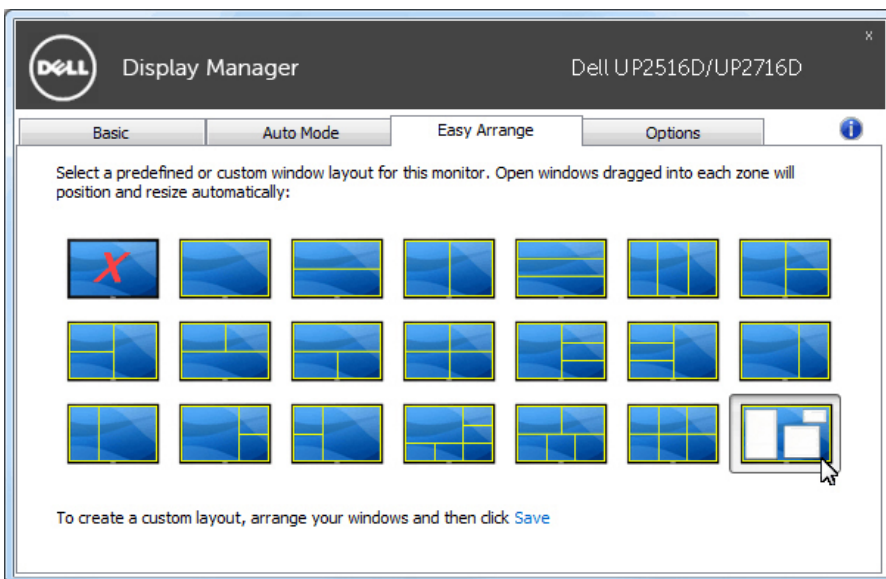 x
DELL
Display Manager
Dell UP2516D/UP2716D
Basic
Auto Mode
Easy Arrange
Options
i
Select a predefined or custom window layout for this monitor. Open windows dragged into each zone will
position and resize automatically:
X
To create a custom layout, arrange your windows and then click Save